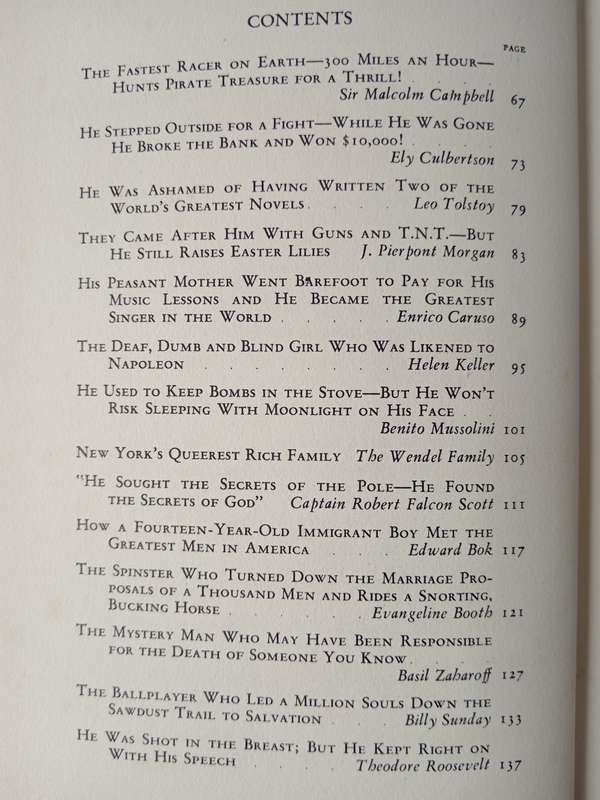 CONTENTS
PAGE
THE FASTEST RACER ON EARTH—300 MILES AN HOUR—
HUNTS PIRATE TREASURE FOR A THRILL! . . . .
Sir Malcolm Campbell 67
HE STEPPED OUTSIDE FOR A FIGHT—WHILE HE WAS GONE
HE BROKE THE BANK AND WON $10,000! . . . .
Ely Culbertson 73
HE WAS ASHAMED OF HAVING WRITTEN TWO OF THE
WORLD'S GREATEST NOVELS . . . . Leo Tolstoy 79
THEY CAME AFTER HIM WITH GUNS AND T.N.T.—BUT
HE STILL RAISES EASTER LILIES J. Pierpont Morgan 83
HIS PEASANT MOTHER WENT BAREFOOT TO PAY FOR HIS
MUSIC LESSONS AND HE BECAME THE GREATEST
SINGER IN THE WORLD . . . . Enrico Caruso 89
THE DEAF, DUMB AND BLIND GIRL WHO WAS LIKENED TO
NAPOLEON . . . . . . . Helen Keller 95
HE USED TO KEEP BOMBS IN THE STOVE—BUT HE WON'T
RISK SLEEPING WITH MOONLIGHT ON HIS FACE . .
Benito Mussolini 101
NEW YORK'S QUEEREST RICH FAMILY The Wendel Family 105
"HE SOUGHT THE SECRETS OF THE POLE—HE FOUND
THE SECRETS OF GOD" Captain Robert Falcon Scott 111
HOW A FOURTEEN-YEAR-OLD IMMIGRANT BOY MET THE
GREATEST MEN IN AMERICA . . . Edward Bok 117
THE SPINSTER WHO TURNED DOWN THE MARRIAGE PRO-
POSALS OF A THOUSAND MEN AND RIDES A SNORTING,
BUCKING HORSE . . . . . Evangeline Booth 121
THE MYSTERY MAN WHO MAY HAVE BEEN RESPONSIBLE
FOR THE DEATH OF SOMEONE YOU KNOW . . . .
Basil Zaharoff 127
THE BALLPLAYER WHO LED A MILLION SOULS DOWN THE
SAWDUST TRAIL TO SALVATION . . . Billy Sunday 133
HE WAS SHOT IN THE BREAST; BUT HE KEPT RIGHT ON
WITH HIS SPEECH . . . . Theodore Roosevelt 137